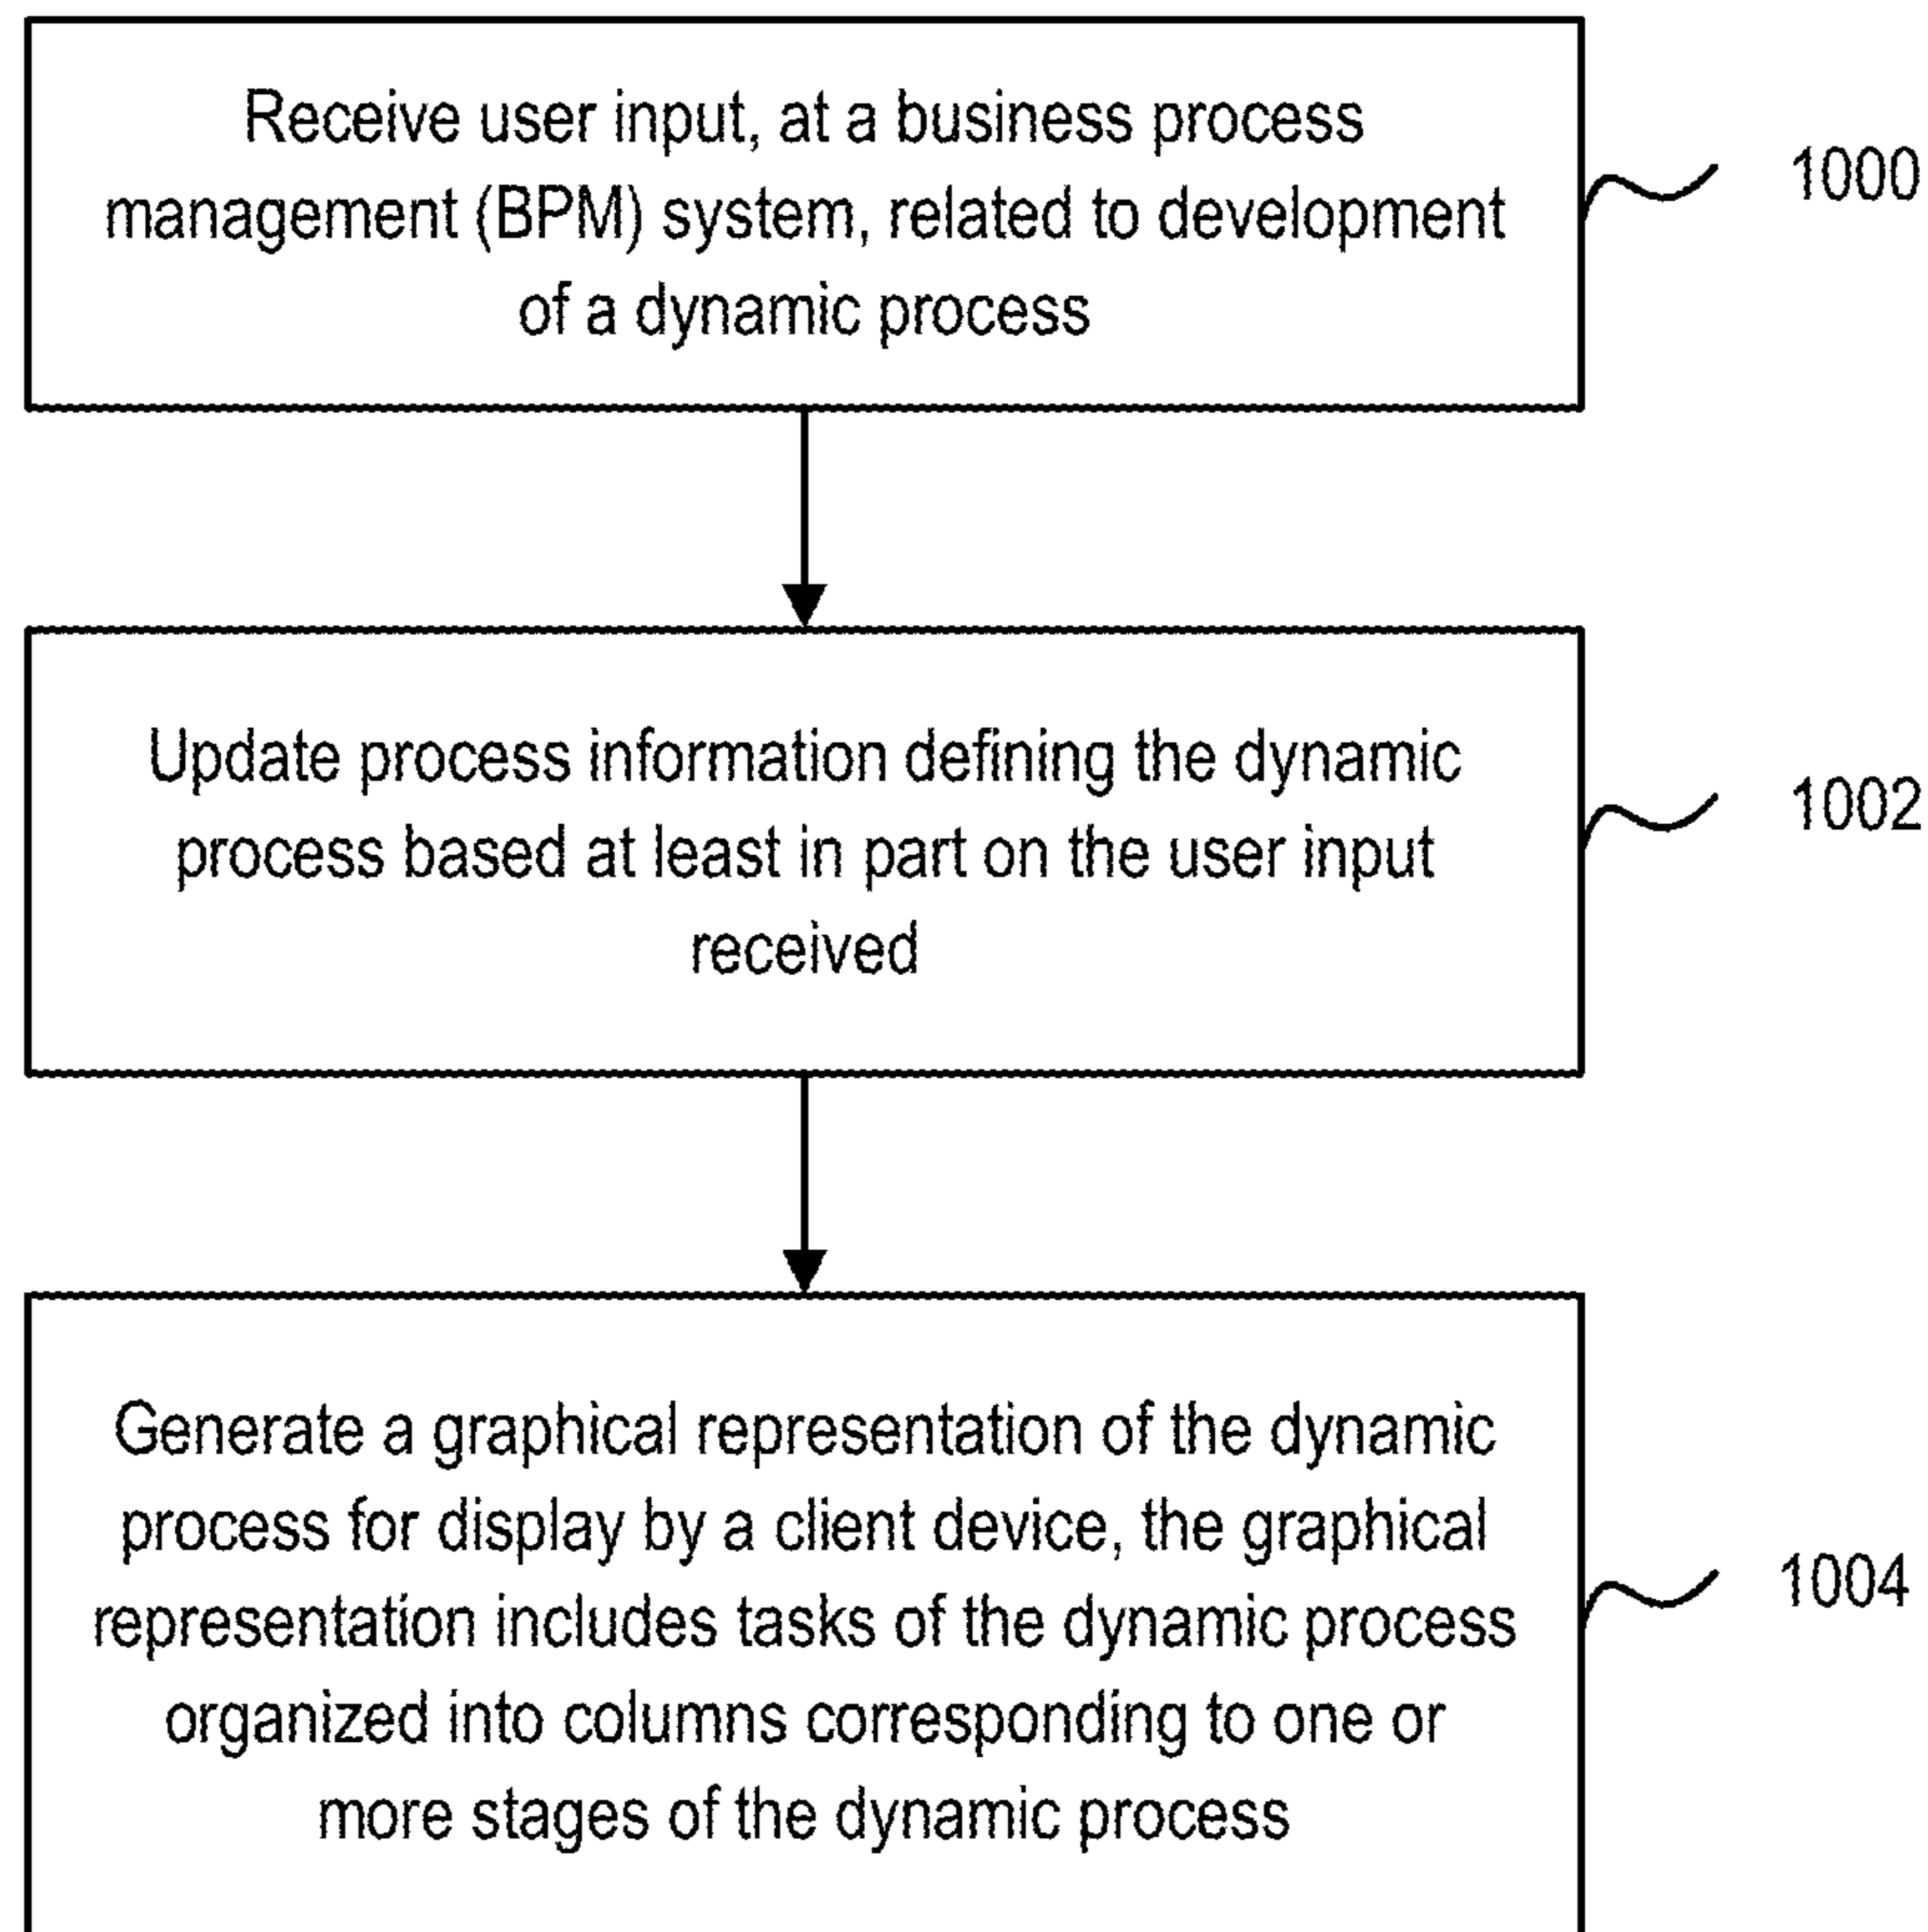 Receive user input, at a business process
management (BPM) system, related to development
of a dynamic process
1000
Update process information defining the dynamic
process based at least in part on the user input
received
1002
Generate a graphical representation of the dynamic
process for display by a client device, the graphical
representation includes tasks of the dynamic process
organized into columns corresponding to one or
more stages of the dynamic process
1004